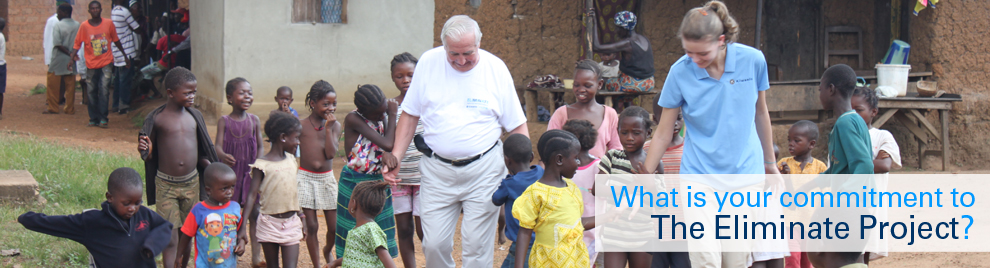 What is your commitment to
The Eliminate Project?